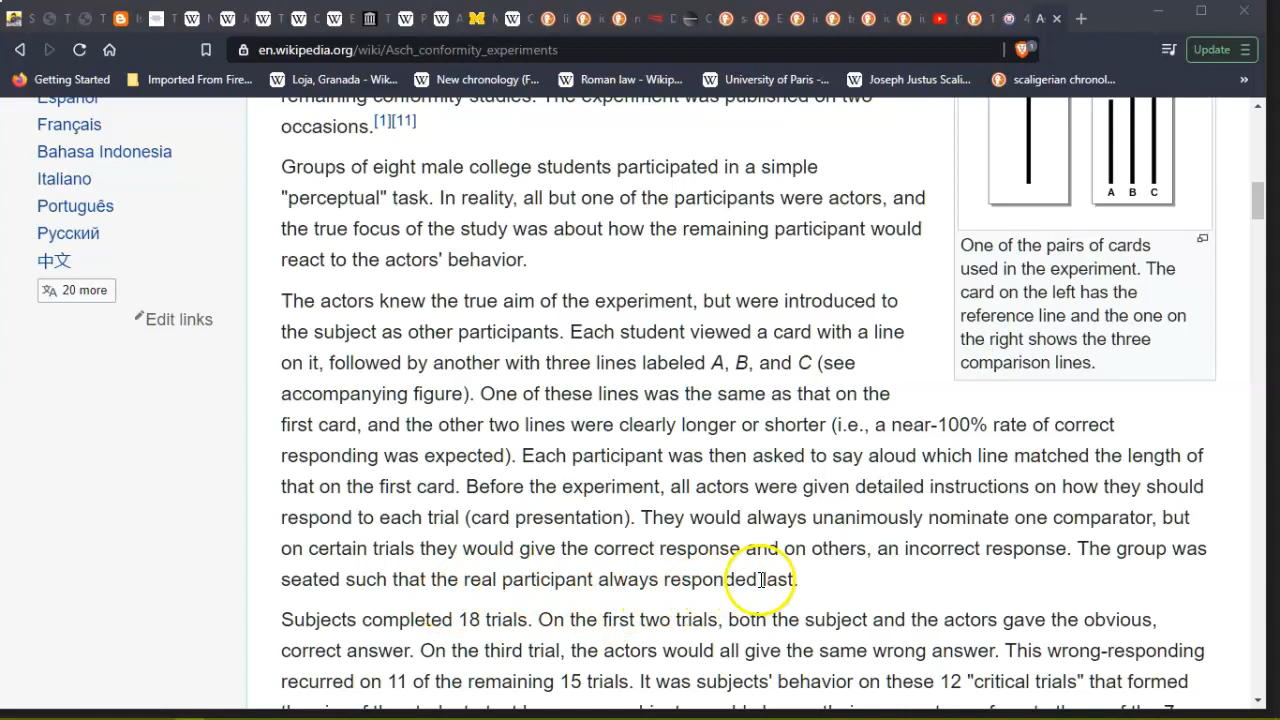 en.wikipedia.org/wiki/Asch_conformity_experiments
1
Update
Getting Started
Imported From Fire...
Loja, Granada - Wik...
New chronology (F...
Roman law - Wikip...
University of Paris -...
Joseph Justus Scali...
scaligerian chronol...
»
Español
Français
Bahasa Indonesia
Italiano
Português
Русский
中文
20 more
Edit links
remaining conformity studies. The experiment was published on two
occasions.[1][11]
Groups of eight male college students participated in a simple
"perceptual" task. In reality, all but one of the participants were actors, and
the true focus of the study was about how the remaining participant would
react to the actors' behavior.
The actors knew the true aim of the experiment, but were introduced to
the subject as other participants. Each student viewed a card with a line
on it, followed by another with three lines labeled A, B, and C (see
accompanying figure). One of these lines was the same as that on the
first card, and the other two lines were clearly longer or shorter (i.e., a near-100% rate of correct
responding was expected). Each participant was then asked to say aloud which line matched the length of
that on the first card. Before the experiment, all actors were given detailed instructions on how they should
respond to each trial (card presentation). They would always unanimously nominate one comparator, but
on certain trials they would give the correct response and on others, an incorrect response. The group was
seated such that the real participant always responded last.
Subjects completed 18 trials. On the first two trials, both the subject and the actors gave the obvious,
correct answer. On the third trial, the actors would all give the same wrong answer. This wrong-responding
recurred on 11 of the remaining 15 trials. It was subjects' behavior on these 12 "critical trials" that formed
A B C
One of the pairs of cards
used in the experiment. The
card on the left has the
reference line and the one on
the right shows the three
comparison lines.